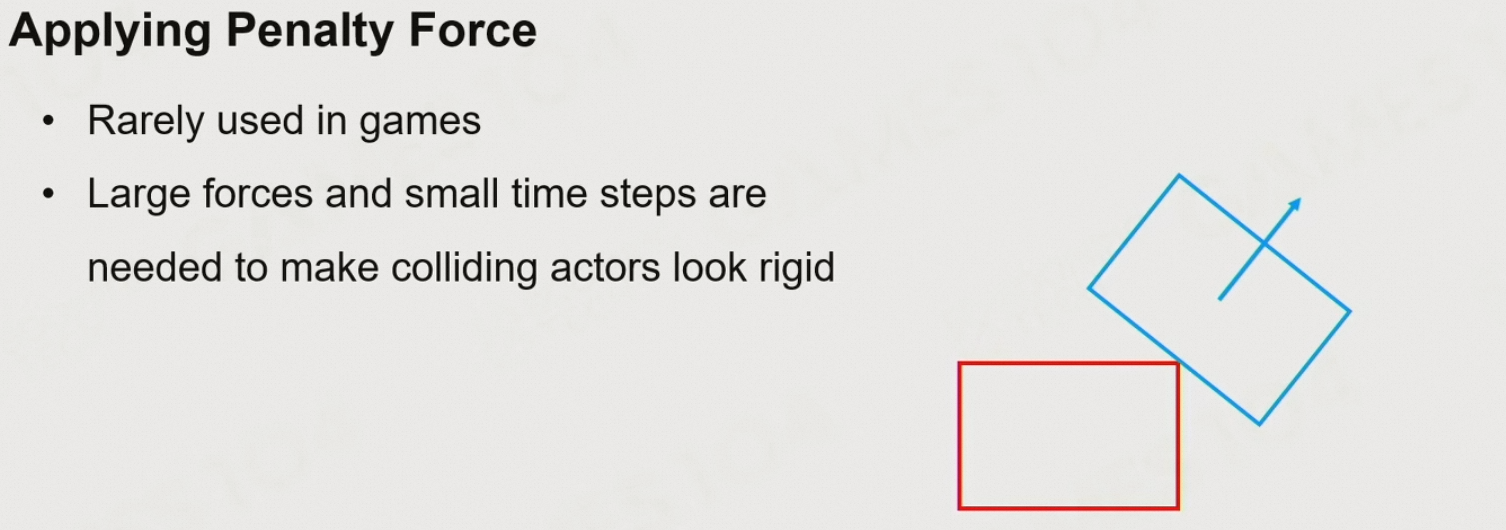 Applying Penalty Force
• Rarely used in games
• Large forces and small time steps are
needed to make colliding actors look rigid